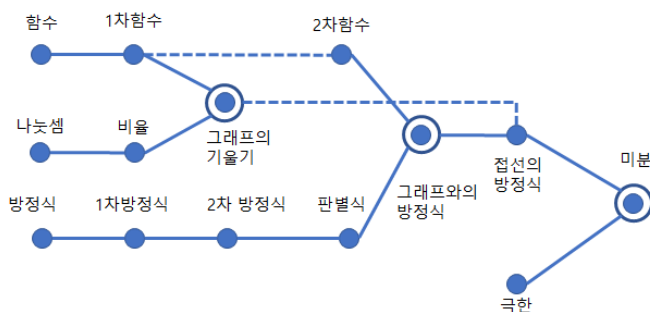 함수
1차함수
2차함수
나눗셈
비율
그래프의
기울기
접선의
방정식
미분
방정식
1차방정식
2차 방정식
판별식
그래프와의
방정식
극한